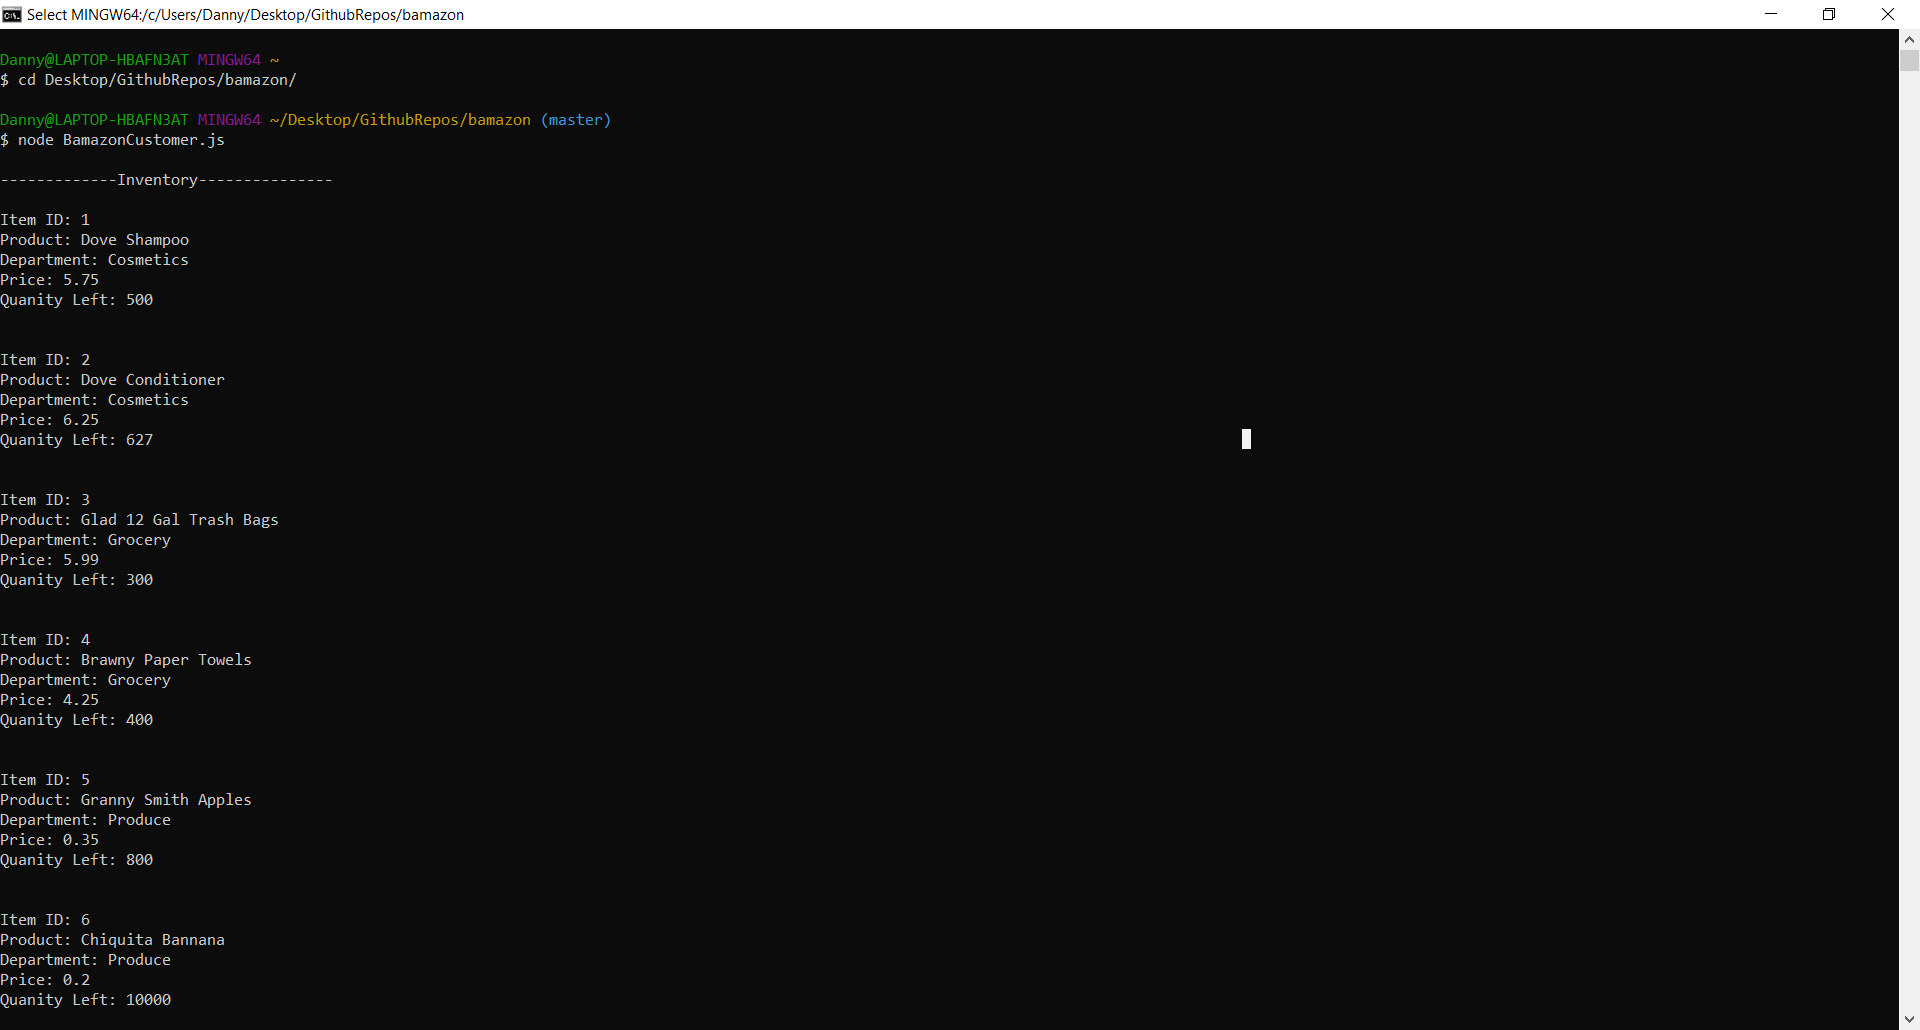 Select MINGW64:/c/Users/Danny/Desktop/GithubRepos/bamazon
Danny@LAPTOP-HBAFN3AT MINGW64 ~
$ cd Desktop/GithubRepos/bamazon/
Danny@LAPTOP-HBAFN3AT MINGW64 ~/Desktop/GithubRepos/bamazon (master)
$ node BamazonCustomer.js
-------------Inventory---------------
Item ID: 1
Product: Dove Shampoo
Department: Cosmetics
Price: 5.75
Quanity Left: 500
Item ID: 2
Product: Dove Conditioner
Department: Cosmetics
Price: 6.25
Quanity Left: 627
Item ID: 3
Product: Glad 12 Gal Trash Bags
Department: Grocery
Price: 5.99
Quanity Left: 300
Item ID: 4
Product: Brawny Paper Towels
Department: Grocery
Price: 4.25
Quanity Left: 400
Item ID: 5
Product: Granny Smith Apples
Department: Produce
Price: 0.35
Quanity Left: 800
Item ID: 6
Product: Chiquita Bannana
Department: Produce
Price: 0.2
Quanity Left: 10000